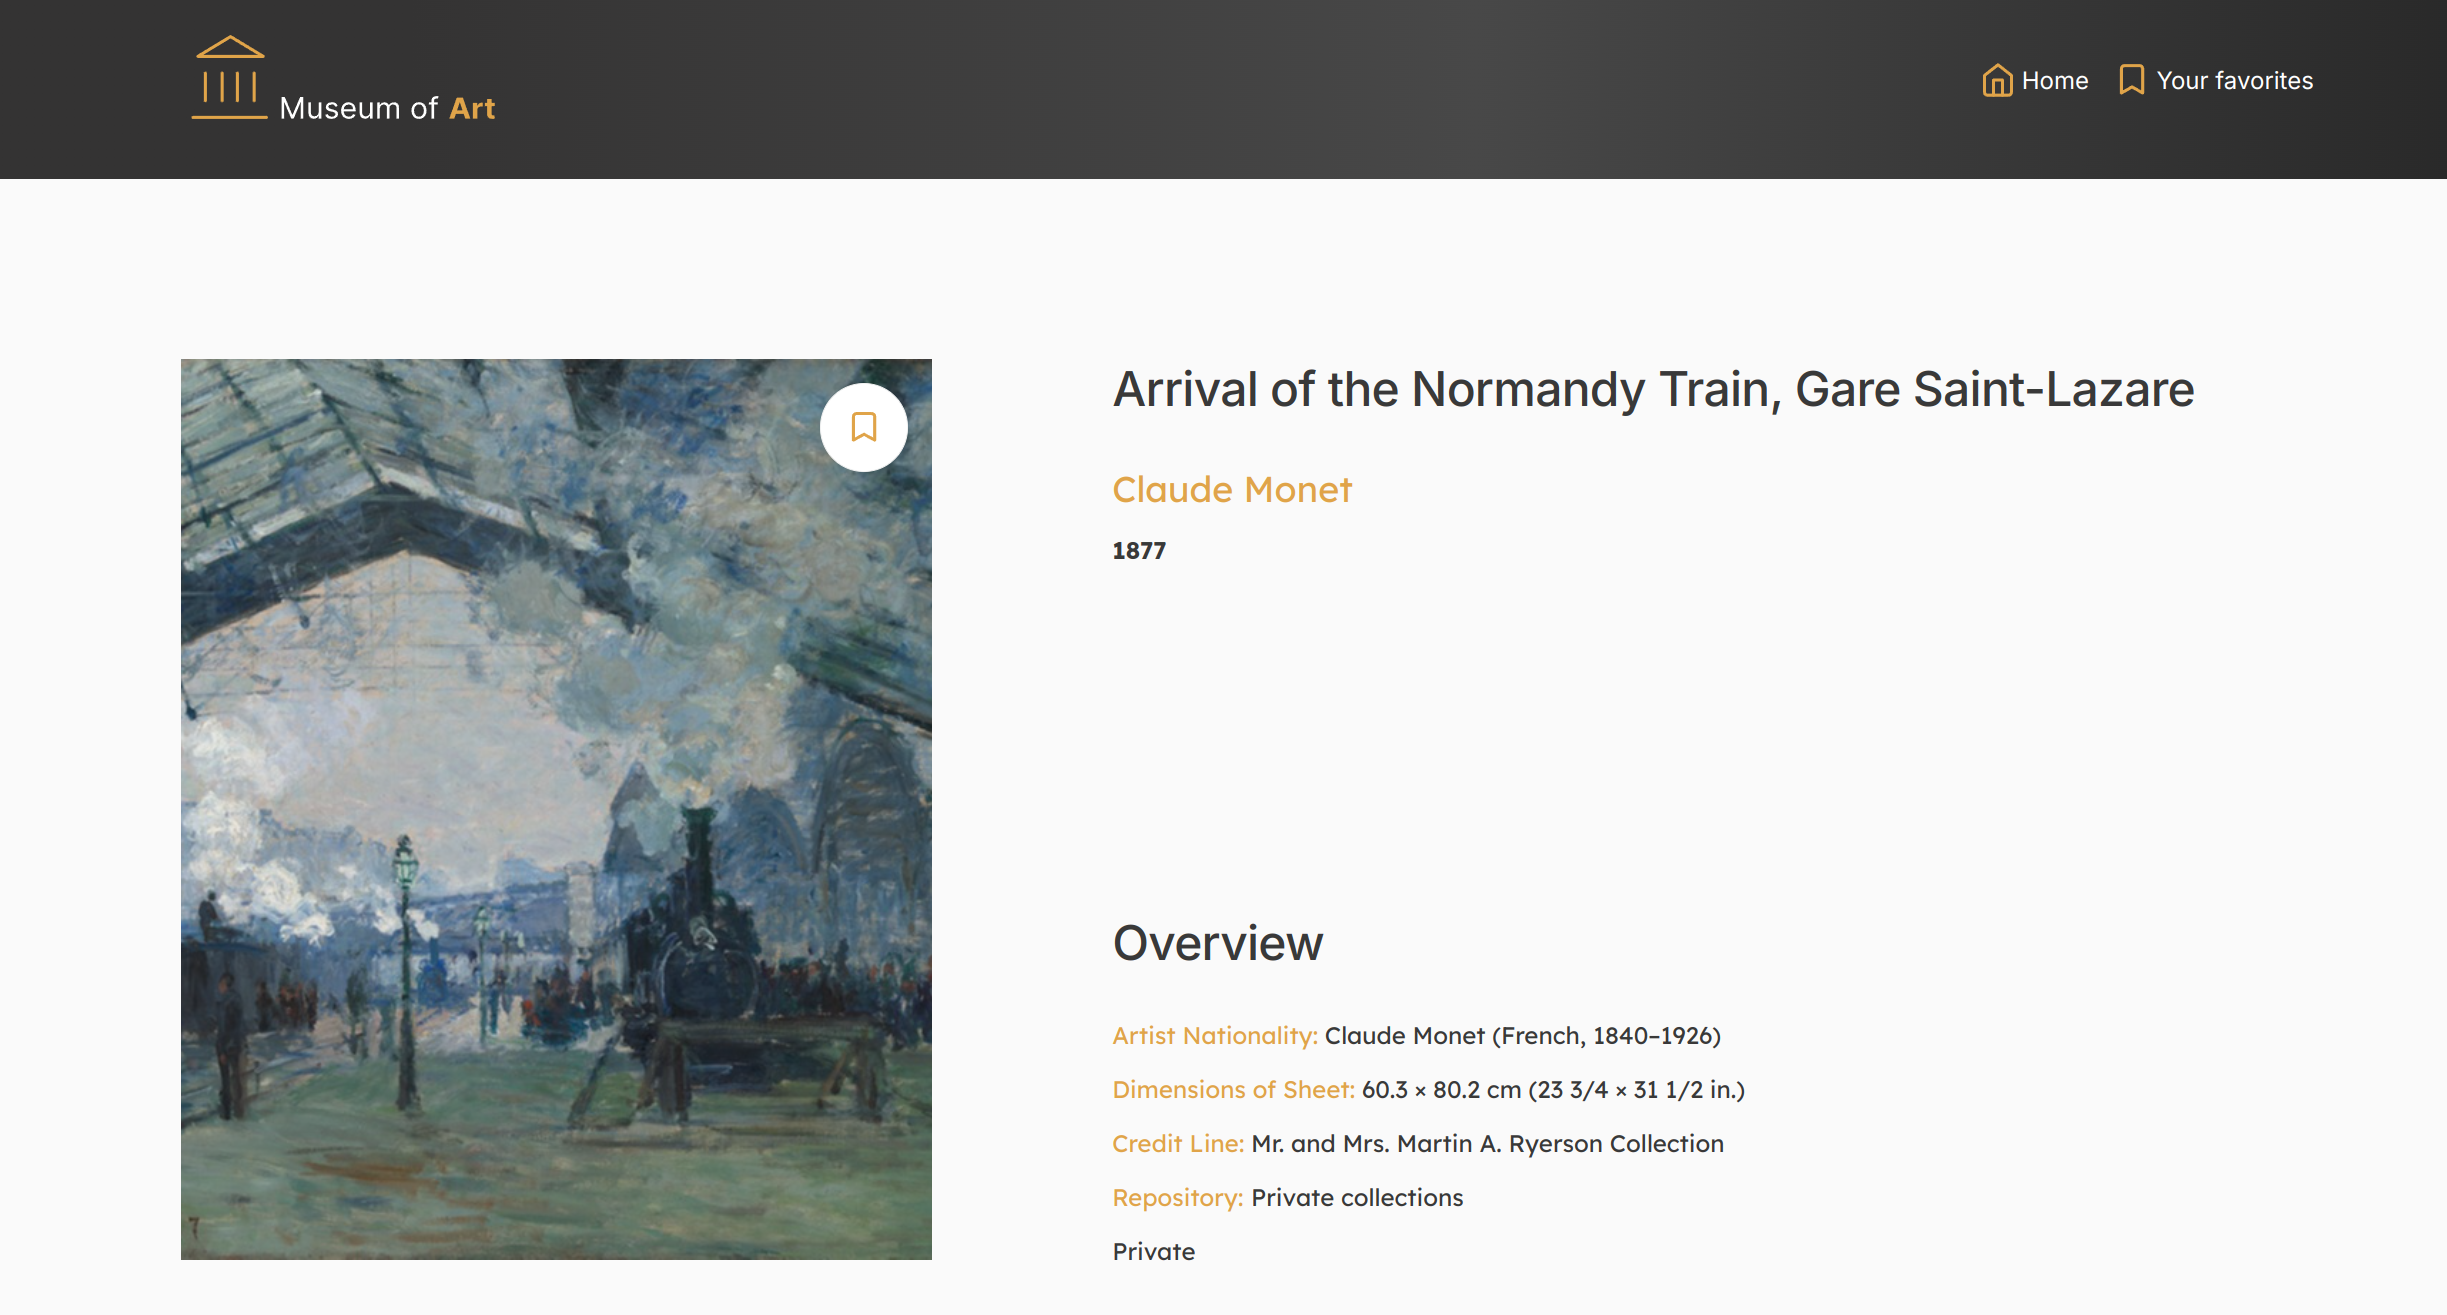 Museum of Art
Home
Your favorites
Arrival of the Normandy Train, Gare Saint-Lazare
Claude Monet
1877
Overview
Artist Nationality: Claude Monet (French, 1840–1926)
Dimensions of Sheet: 60.3 × 80.2 cm (23 3/4 × 31 1/2 in.)
Credit Line: Mr. and Mrs. Martin A. Ryerson Collection
Repository: Private collections
Private
7